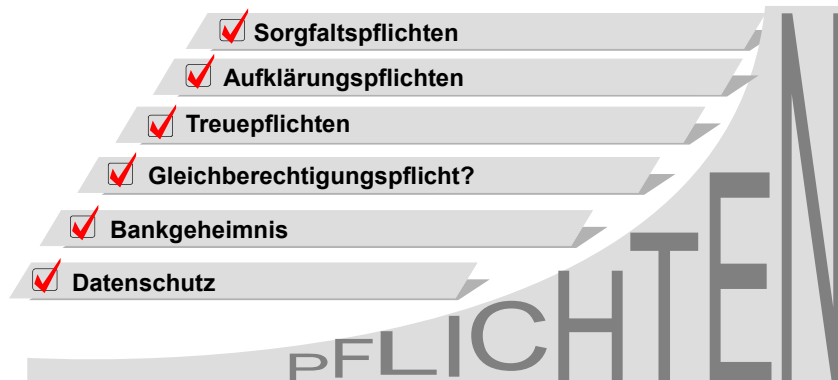 Sorgfaltspflichten
Aufklärungspflichten
Treuepflichten
Gleichberechtigungspflicht?
Bankgeheimnis
Datenschutz
PFLICHTEN